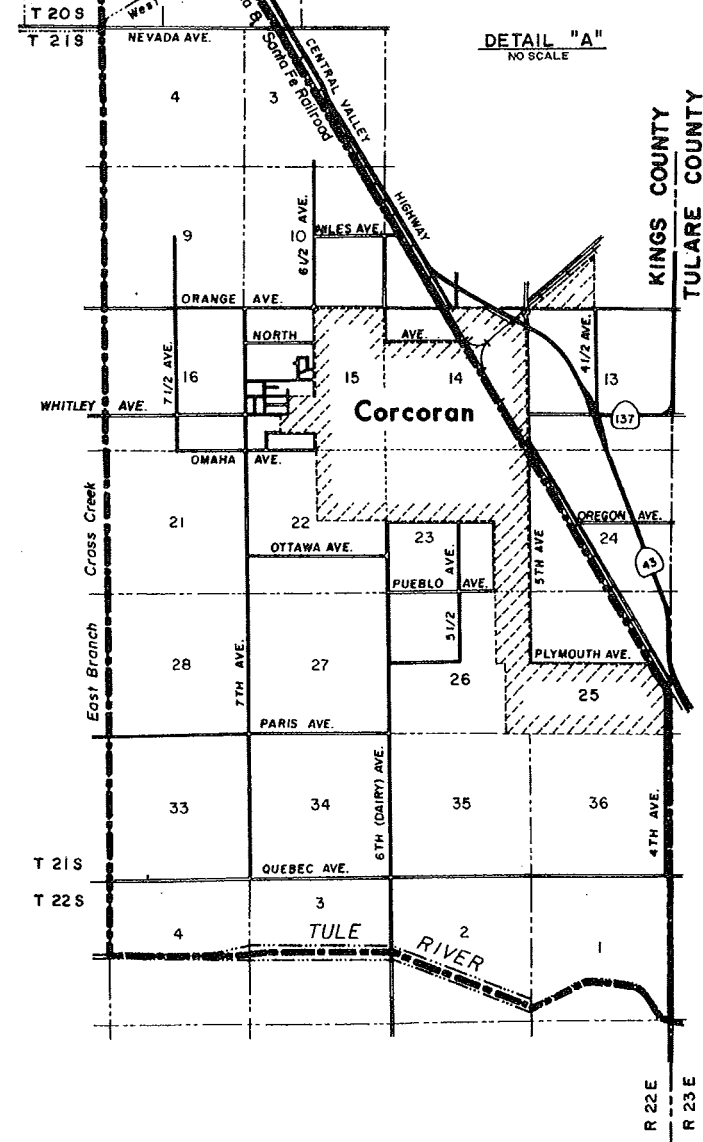 T 20 S
T 21 S
West
NEVADA AVE.
& Santa Fe Railroad
CENTRAL VALLEY
HIGHWAY
DETAIL "A"
NO SCALE
KINGS COUNTY
TULARE COUNTY
4
3
9
10
6 1/2 AVE.
NILES AVE.
ORANGE AVE.
NORTH
AVE.
7 1/2 AVE.
16
15
14
4 1/2 AVE.
13
WHITLEY AVE.
Corcoran
137
OMAHA AVE.
Cross Creek
21
22
23
OREGON AVE.
24
OTTAWA AVE.
AVE.
5TH AVE
43
PUEBLO AVE.
5 1/2
East Branch
28
7TH AVE.
27
26
PLYMOUTH AVE.
25
PARIS AVE.
33
34
6TH (DAIRY) AVE.
35
36
4TH AVE.
T 21 S
QUEBEC AVE.
T 22 S
3
4
TULE RIVER
2
1
R 22 E
R 23 E